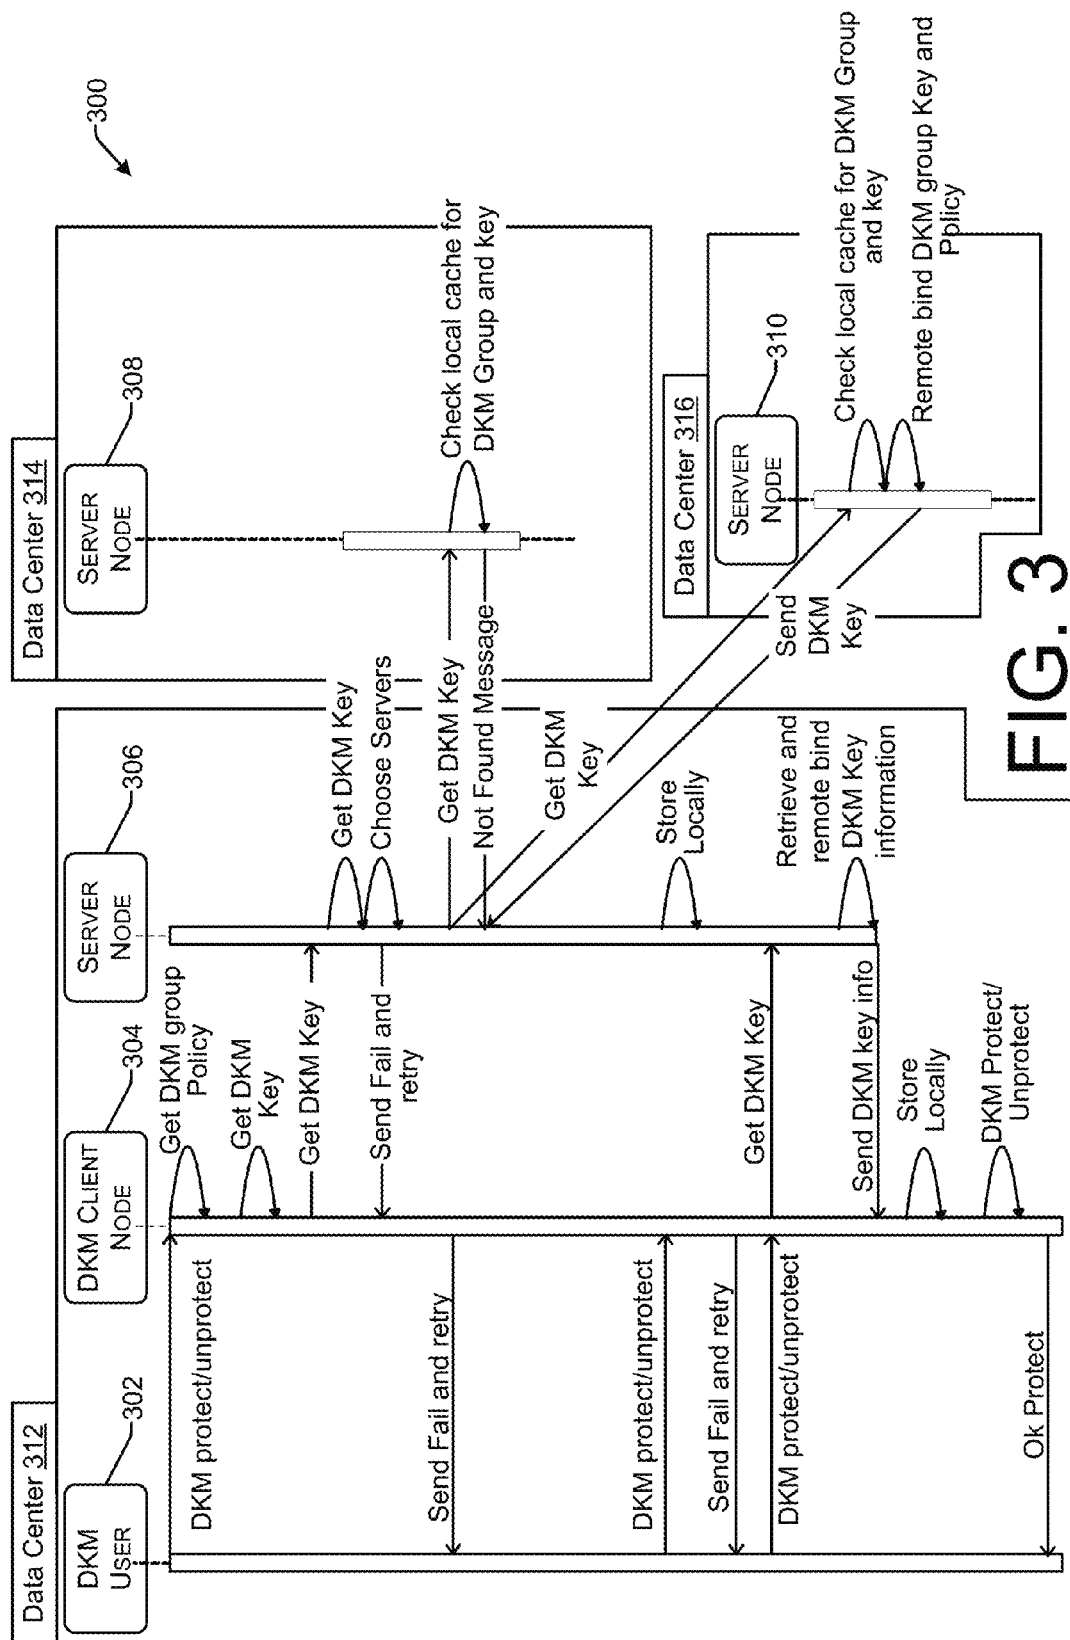 300
Data Center 312
DKM
USER
302
DKM CLIENT
NODE
304
SERVER
NODE
306
Data Center 314
SERVER
NODE
308
Data Center 316
SERVER
NODE
310
DKM protect/unprotect
Get DKM group
Policy
Get DKM
Key
Get DKM Key
Get DKM Key
Choose Servers
Send Fail and
retry
Send Fail and retry
Get DKM Key
Check local cache for
DKM Group and key
Not Found Message
Get DKM
Key
Check local cache for DKM Group
and key
Remote bind DKM group Key and
Policy
Send
DKM
Key
Store
Locally
DKM protect/unprotect
Send Fail and retry
DKM protect/unprotect
Get DKM Key
Retrieve and
remote bind
DKM Key
information
Send DKM key info
Store
Locally
DKM Protect/
Unprotect
Ok Protect
FIG. 3